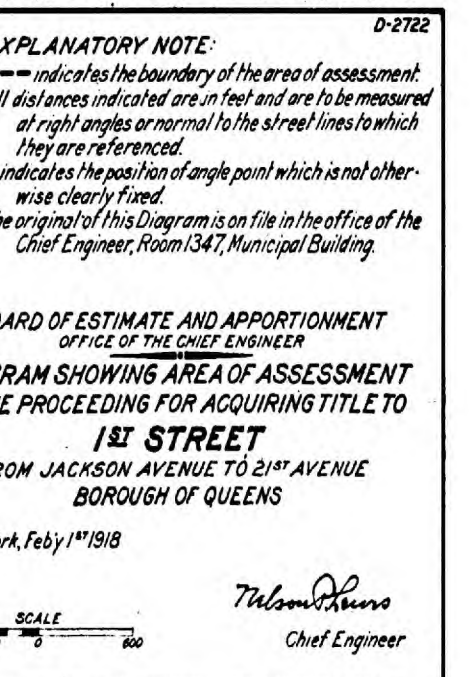 D-2722
XPLANATORY NOTE:
indicates the boundary of the area of assessment.
ll distances indicated are in feet and are to be measured
at right angles or normal to the street lines to which
they are referenced.
indicates the position of angle point which is not other-
wise clearly fixed.
he original of this Diagram is on file in the office of the
Chief Engineer, Room 1347, Municipal Building.
OARD OF ESTIMATE AND APPORTIONMENT
OFFICE OF THE CHIEF ENGINEER
RAM SHOWING AREA OF ASSESSMENT
E PROCEEDING FOR ACQUIRING TITLE TO
1ST STREET
ROM JACKSON AVENUE TO 21ST AVENUE
BOROUGH OF QUEENS
ork, Feb'y 1ST 1918
Nelson P. Lewis
Chief Engineer
SCALE
0 600